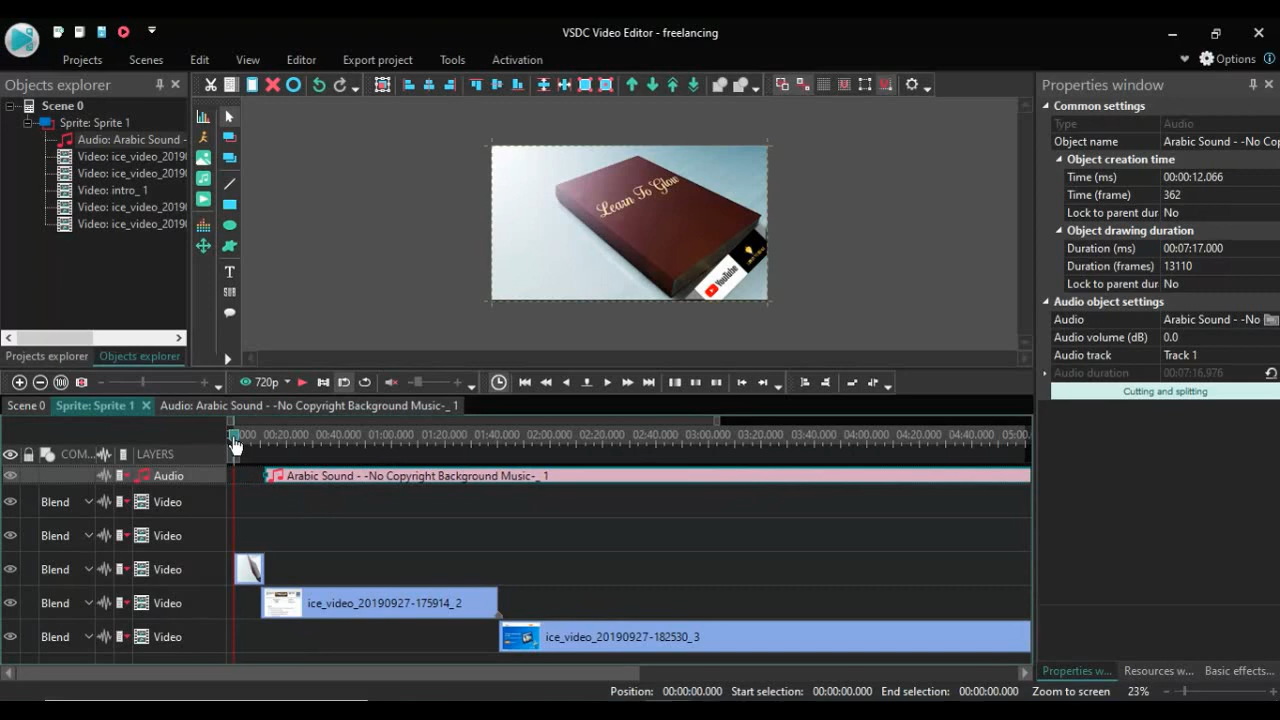 VSDC Video Editor - freelancing
Projects Scenes Edit View Editor Export project Tools Activation
Options
Objects explorer
Scene 0
Sprite: Sprite 1
Audio: Arabic Sound -
Video: ice_video_20190
Video: ice_video_20190
Video: intro_1
Video: ice_video_20190
Video: ice_video_20190
Projects explorer Objects explorer
T
Learn To Glow
YouTube
Properties window
Common settings
Type Audio
Object name Arabic Sound - -No Cop
Object creation time
Time (ms) 00:00:12.066
Time (frame) 362
Lock to parent dur No
Object drawing duration
Duration (ms) 00:07:17.000
Duration (frames) 13110
Lock to parent dur No
Audio object settings
Audio Arabic Sound - -No
Audio volume (dB) 0.0
Audio track Track 1
Audio duration 00:07:16.976
Cutting and splitting
720p
Scene 0 Sprite: Sprite 1 Audio: Arabic Sound - -No Copyright Background Music-_ 1
000 00:20.000 00:40.000 01:00.000 01:20.000 01:40.000 02:00.000 02:20.000 02:40.000 03:00.000 03:20.000 03:40.000 04:00.000 04:20.000 04:40.000 05:00.
COM... LAYERS
Audio Arabic Sound - -No Copyright Background Music-_ 1
Blend Video
Blend Video
Blend Video
Blend Video ice_video_20190927-175914_2
Blend Video ice_video_20190927-182530_3
Properties w... Resources w... Basic effects...
Position: 00:00:00.000 Start selection: 00:00:00.000 End selection: 00:00:00.000 Zoom to screen 23%